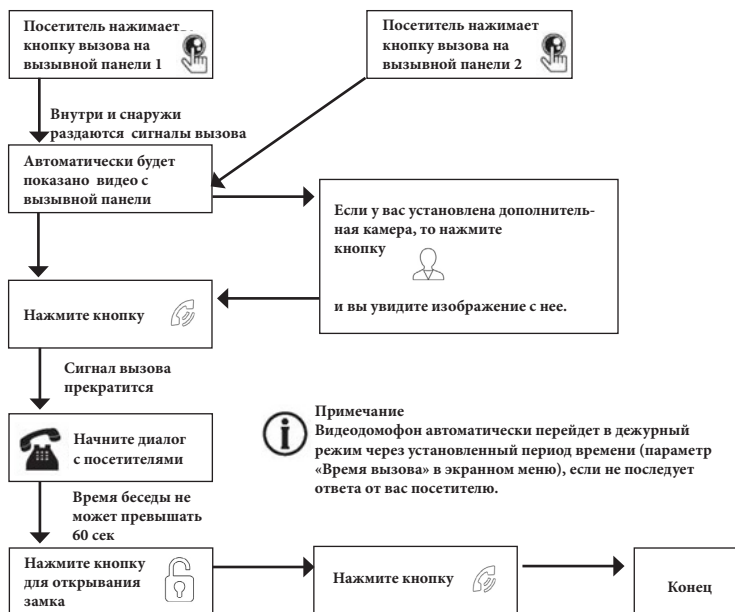 Посетитель нажимает
кнопку вызова на
вызывной панели 1
Посетитель нажимает
кнопку вызова на
вызывной панели 2
Внутри и снаружи
раздаются сигналы вызова
Автоматически будет
показано видео с
вызывной панели
Если у вас установлена дополнитель-
ная камера, то нажмите
кнопку
и вы увидите изображение с нее.
Нажмите кнопку
Сигнал вызова
прекратится
Начните диалог
с посетителями
Примечание
Видеодомофон автоматически перейдет в дежурный
режим через установленный период времени (параметр
«Время вызова» в экранном меню), если не последует
ответа от вас посетителю.
Время беседы не
может превышать
60 сек
Нажмите кнопку
для открывания
замка
Нажмите кнопку
Конец